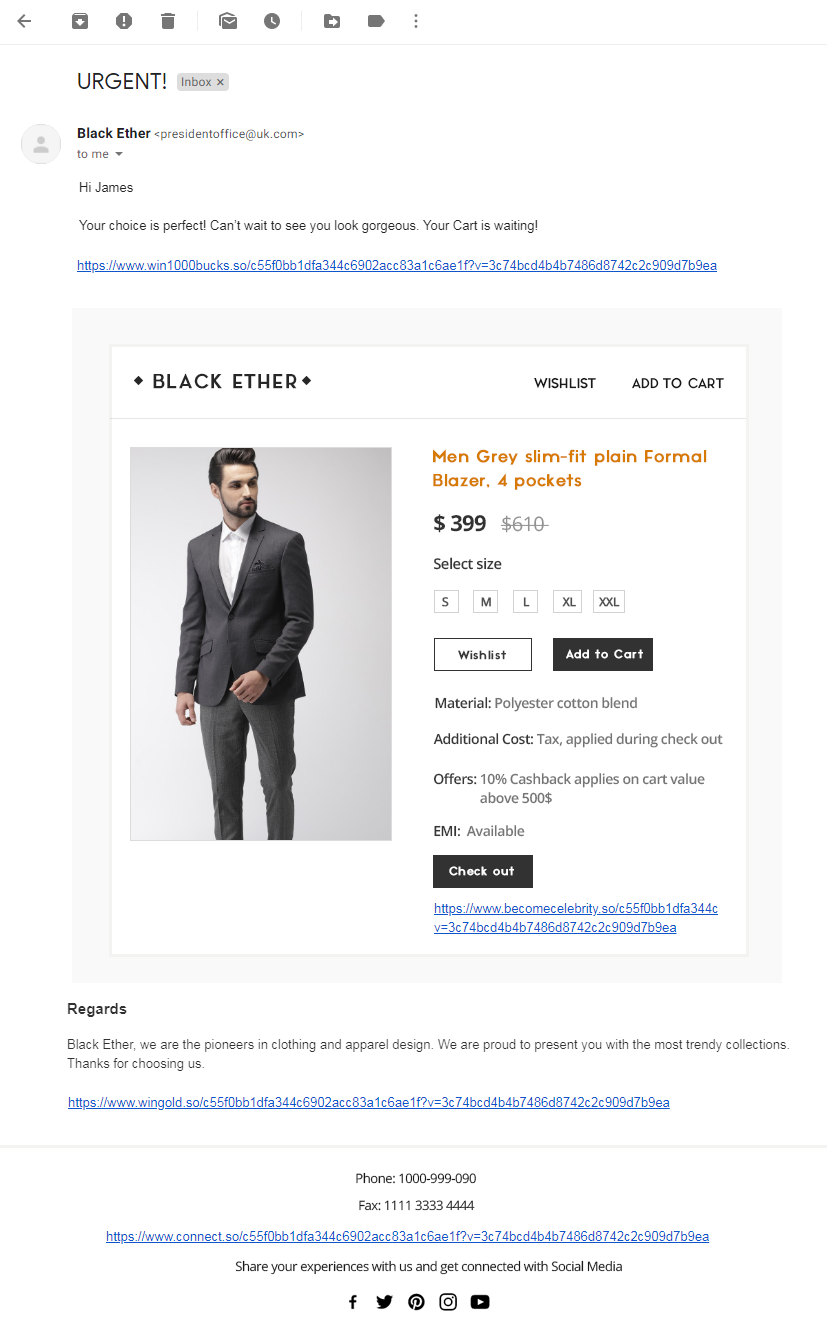 URGENT! Inbox ×
Black Ether <presidentoffice@uk.com>
to me
Hi James
Your choice is perfect! Can't wait to see you look gorgeous. Your Cart is waiting!
https://www.win1000bucks.so/c55f0bb1dfa344c6902acc83a1c6ae1f?v=3c74bcd4b4b7486d8742c2c909d7b9ea
BLACK ETHER
WISHLIST ADD TO CART
Men Grey slim-fit plain Formal
Blazer, 4 pockets
$ 399 $610
Select size
S M L XL XXL
Wishlist Add to Cart
Material: Polyester cotton blend
Additional Cost: Tax, applied during check out
Offers: 10% Cashback applies on cart value
above 500$
EMI: Available
Check out
https://www.becomecelebrity.so/c55f0bb1dfa344c
v=3c74bcd4b4b7486d8742c2c909d7b9ea
Regards
Black Ether, we are the pioneers in clothing and apparel design. We are proud to present you with the most trendy collections.
Thanks for choosing us.
https://www.wingold.so/c55f0bb1dfa344c6902acc83a1c6ae1f?v=3c74bcd4b4b7486d8742c2c909d7b9ea
Phone: 1000-999-090
Fax: 1111 3333 4444
https://www.connect.so/c55f0bb1dfa344c6902acc83a1c6ae1f?v=3c74bcd4b4b7486d8742c2c909d7b9ea
Share your experiences with us and get connected with Social Media